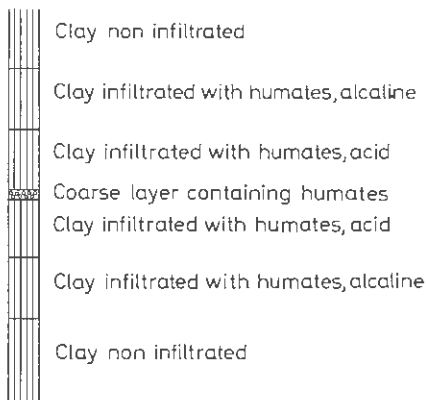 Clay non infiltrated
Clay infiltrated with humates, alcaline
Clay infiltrated with humates, acid
Coarse layer containing humates
Clay infiltrated with humates, acid
Clay infiltrated with humates, alcaline
Clay non infiltrated